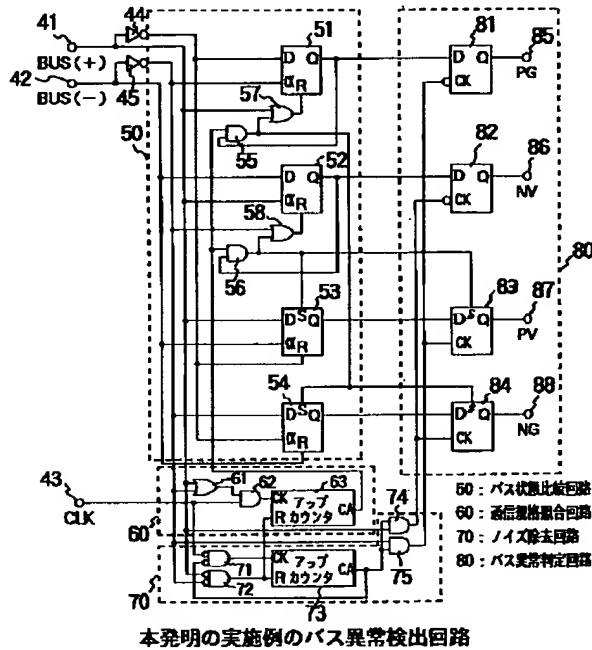 41
44
BUS(+)
42
BUS(-)
45
50
51
D Q
CK R
57
55
52
D Q
CK R
58
56
53
D S Q
CK R
54
D S Q
CK R
81
D Q
CK
85
PG
82
D Q
CK
86
NV
80
83
D S Q
CK
87
PV
84
D S Q
CK
88
NG
43
CLK
61
62
63
CK アップ
R カウンタ
60
74
75
71
72
CK アップ
R カウンタ CA
73
70
50：バス状態比較回路
60：通信規格照合回路
70：ノイズ除去回路
80：バス異常判定回路
本発明の実施例のバス異常検出回路